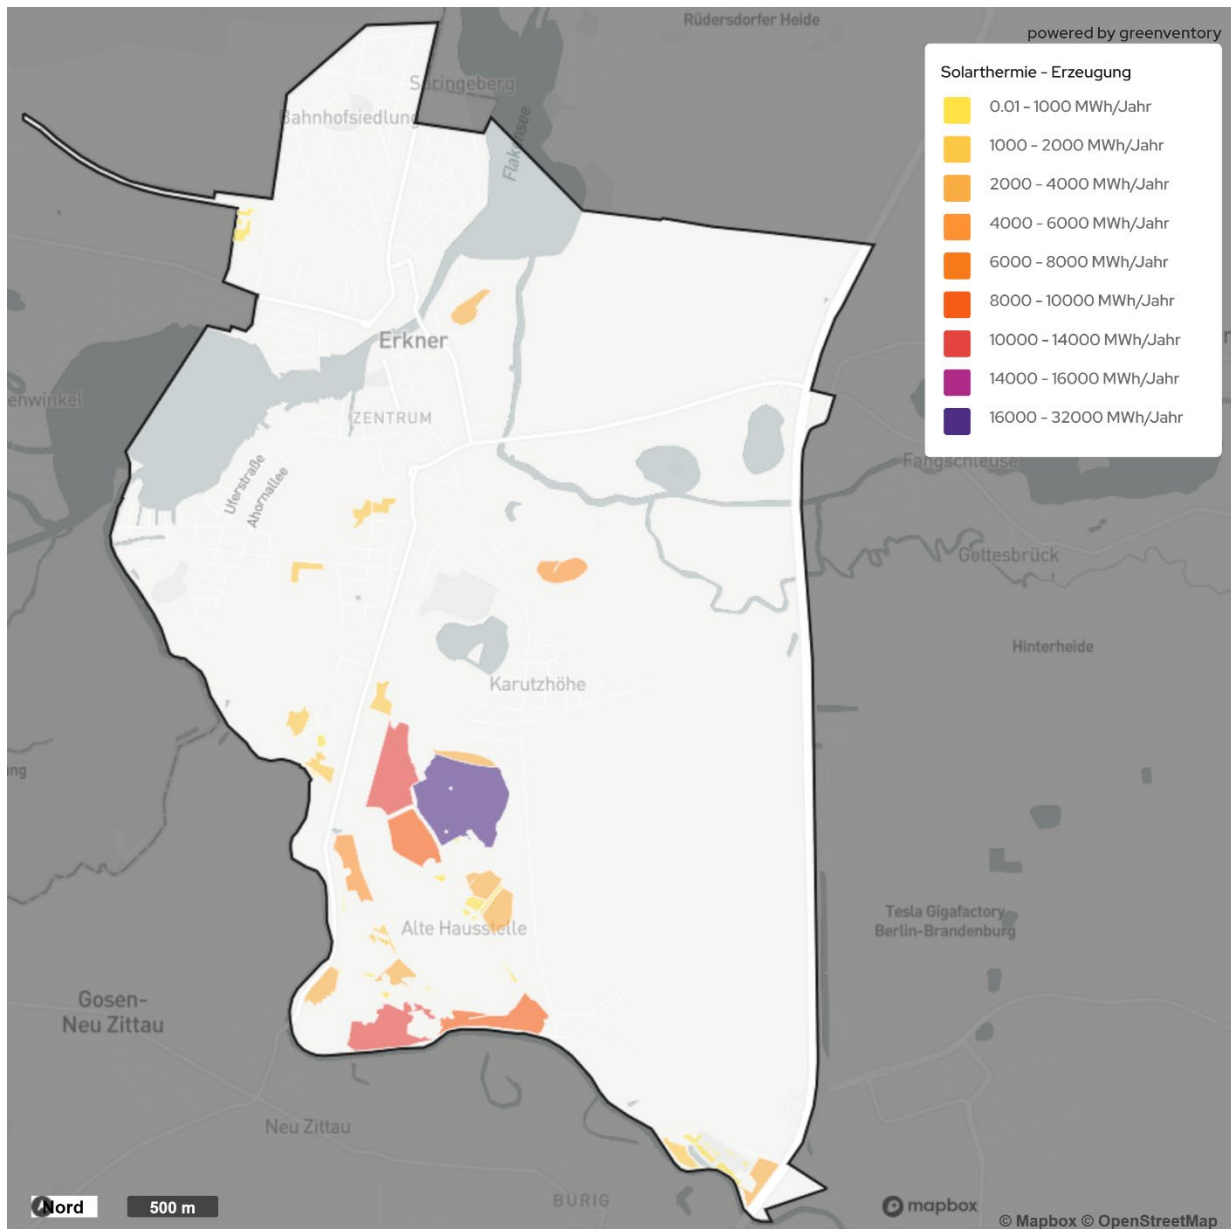 Rüdersdorfer Heide
powered by greenventory
Solarthermie - Erzeugung
0.01 - 1000 MWh/Jahr
1000 - 2000 MWh/Jahr
2000 - 4000 MWh/Jahr
4000 - 6000 MWh/Jahr
6000 - 8000 MWh/Jahr
8000 - 10000 MWh/Jahr
10000 - 14000 MWh/Jahr
14000 - 16000 MWh/Jahr
16000 - 32000 MWh/Jahr
Springeberg
Bahnhofsiedlung
Flakensee
Erkner
enwinkel
ZENTRUM
Fangschleuse
Uferstraße
Ahornallee
Gottesbrück
Hinterheide
Karutzhöhe
ng
Tesla Gigafactory
Berlin-Brandenburg
Alte Hausstelle
Gosen-
Neu Zittau
Neu Zittau
BURIG
Nord
500 m
mapbox
© Mapbox © OpenStreetMap